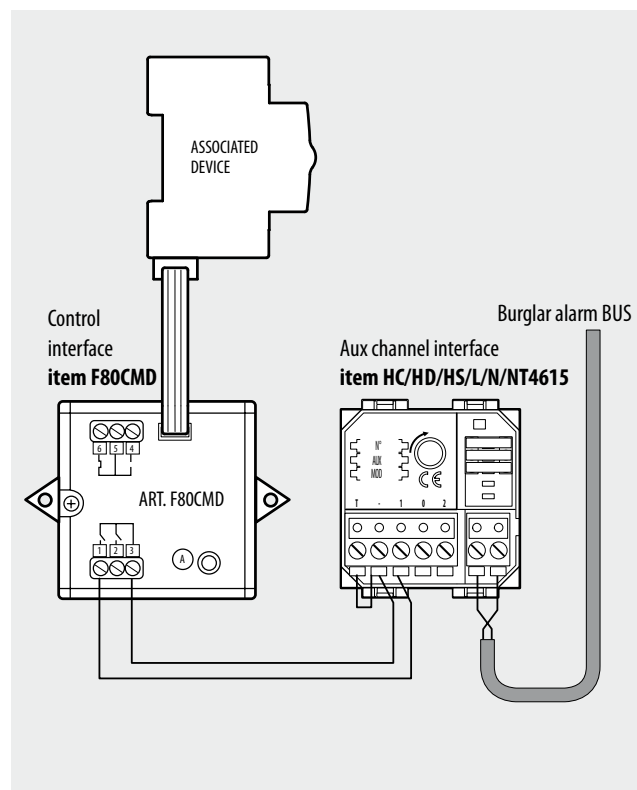 ASSOCIATED
DEVICE
Control
interface
item F80CMD
Burglar alarm BUS
Aux channel interface
item HC/HD/HS/L/N/NT4615
6 5 4
ART. F80CMD
1 2 3
A
N°
AUX
MOD
CE
T - 1 0 2